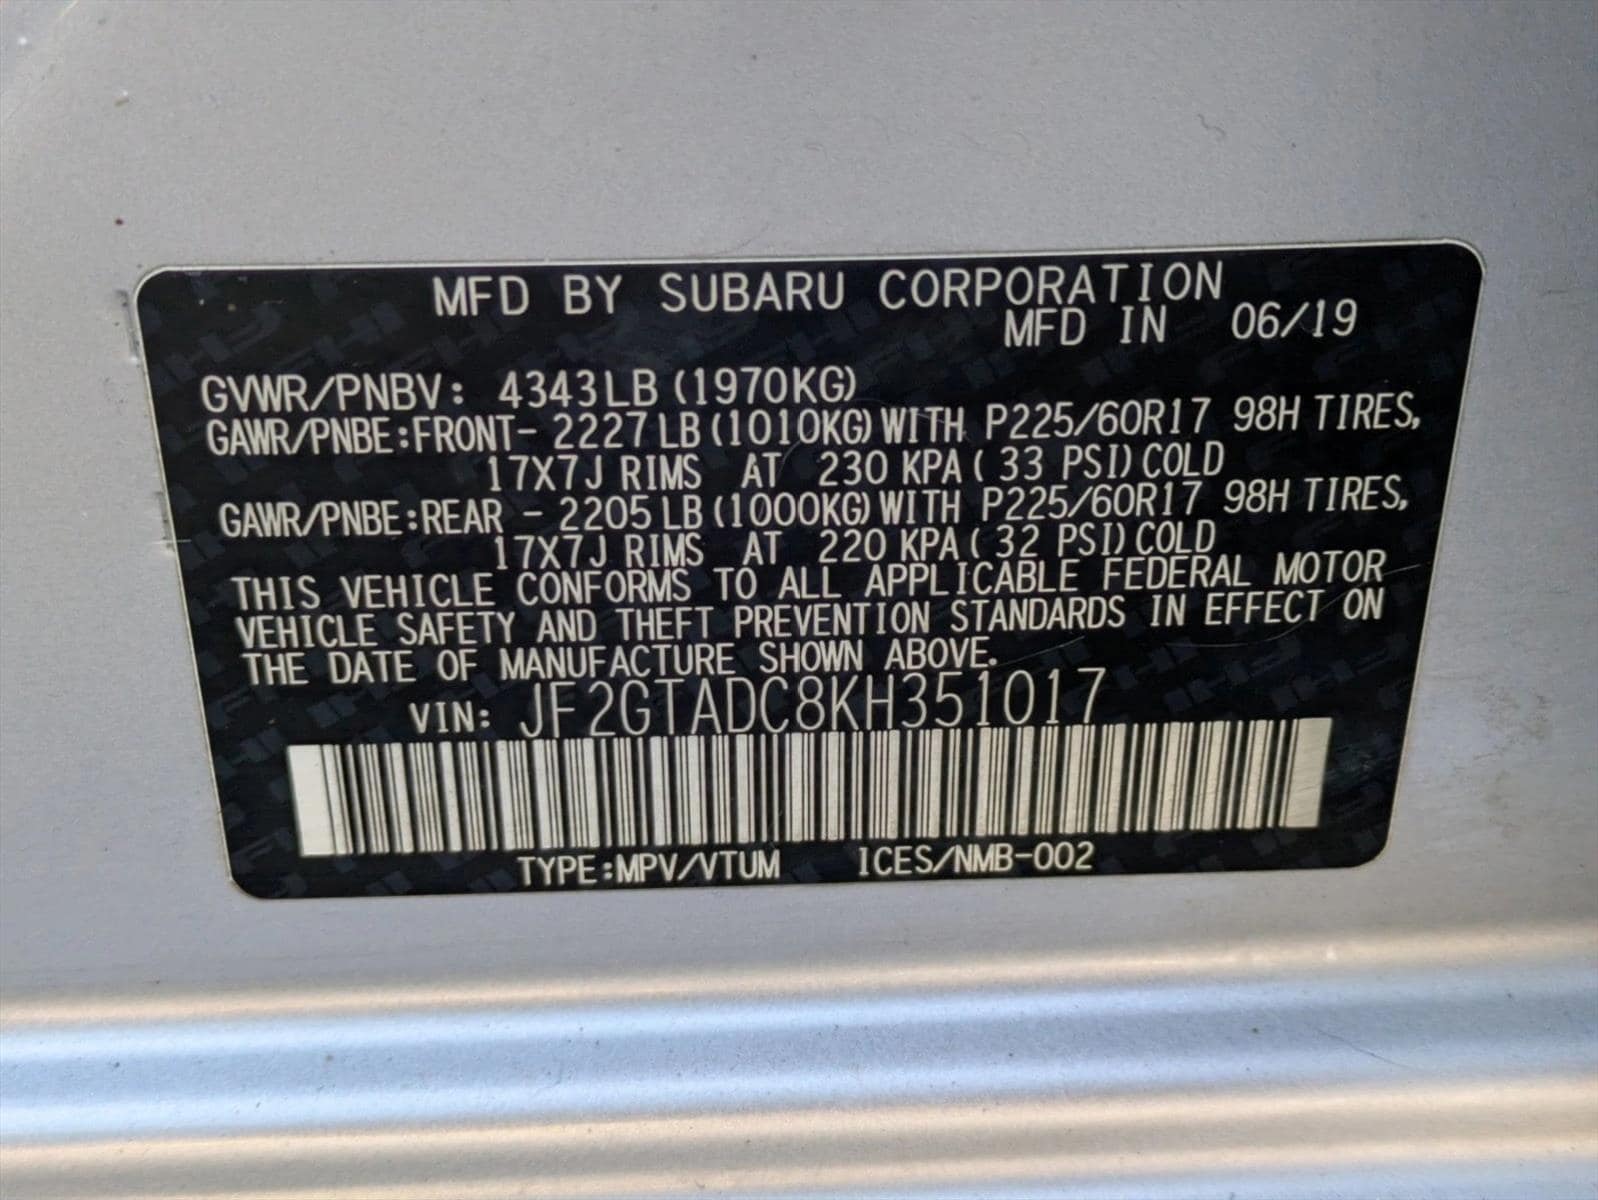 MFD BY SUBARU CORPORATION
MFD IN 06/19
GVWR/PNBV: 4343LB (1970KG)
GAWR/PNBE:FRONT- 2227LB (1010KG) WITH P225/60R17 98H TIRES,
17X7J RIMS AT 230 KPA ( 33 PSI) COLD
GAWR/PNBE:REAR - 2205LB (1000KG) WITH P225/60R17 98H TIRES,
17X7J RIMS AT 220 KPA ( 32 PSI) COLD
THIS VEHICLE CONFORMS TO ALL APPLICABLE FEDERAL MOTOR
VEHICLE SAFETY AND THEFT PREVENTION STANDARDS IN EFFECT ON
THE DATE OF MANUFACTURE SHOWN ABOVE.
VIN: JF2GTADC8KH351017
TYPE:MPV/VTUM ICES/NMB-002